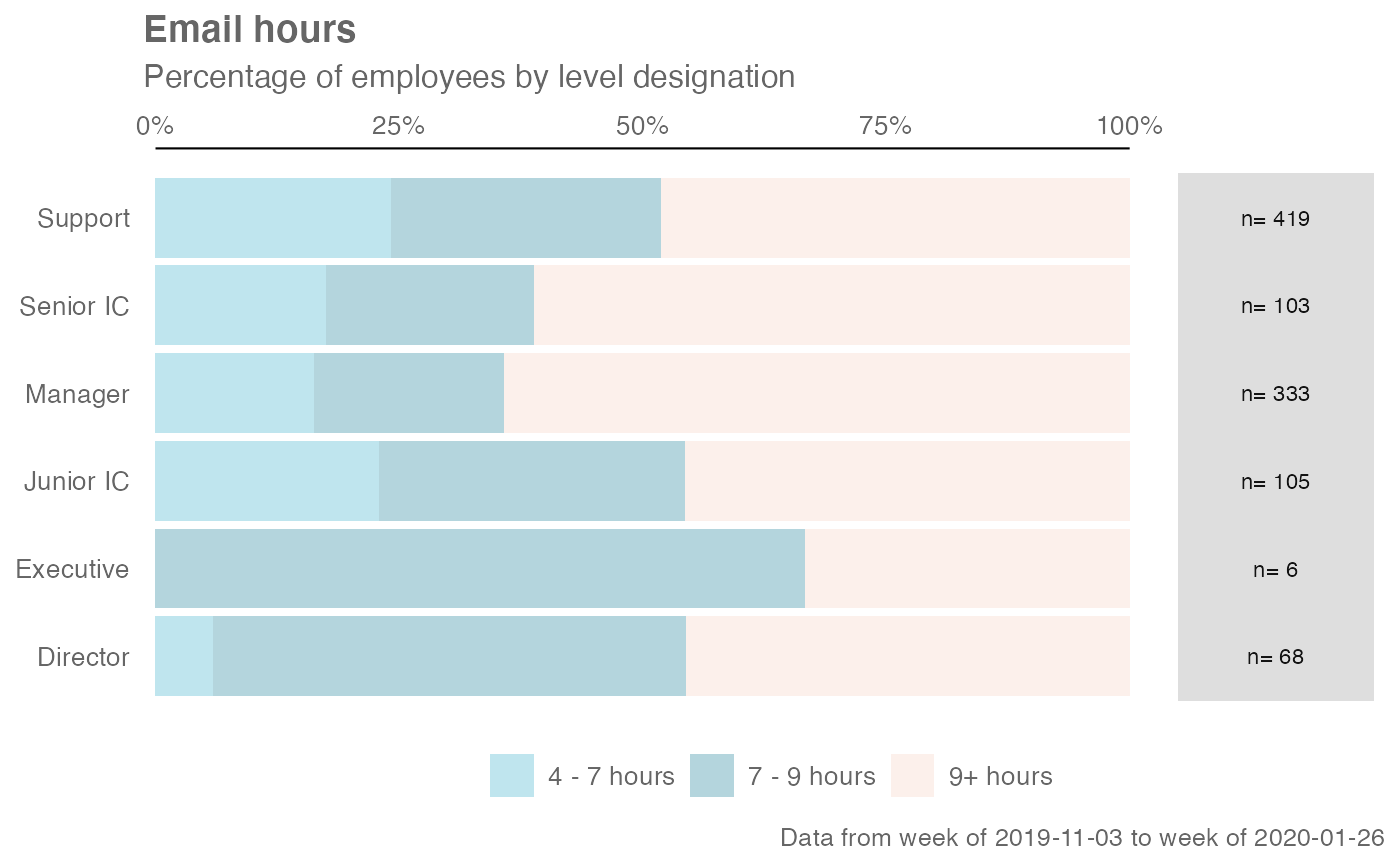 Email hours
Percentage of employees by level designation
0% 25% 50% 75% 100%
Support n= 419
Senior IC n= 103
Manager n= 333
Junior IC n= 105
Executive n= 6
Director n= 68
4 - 7 hours 7 - 9 hours 9+ hours
Data from week of 2019-11-03 to week of 2020-01-26